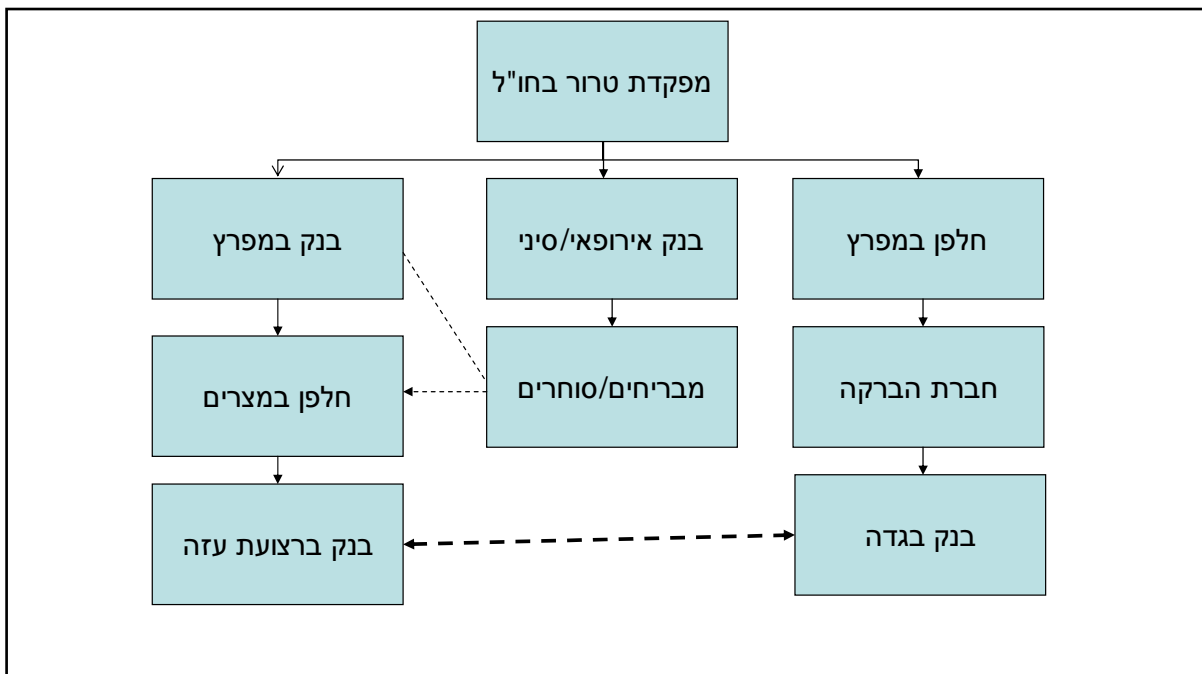 מפקדת טרור בחו"ל
חלפן במפרץ
בנק אירופאי/סיני
בנק במפרץ
חברת הברקה
מבריחים/סוחרים
חלפן במצרים
בנק בגדה
בנק ברצועת עזה